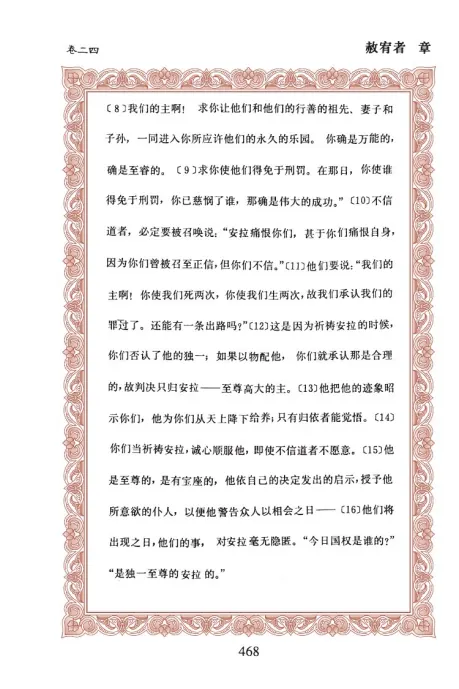 卷二四
赦宥者 章
〔8〕我们的主啊! 求你让他们和他们的行善的祖先、妻子和
子孙，一同进入你所应许他们的永久的乐园。 你确是万能的，
确是至睿的。〔9〕求你使他们得免于刑罚。在那日，你使谁
得免于刑罚，你已慈悯了谁，那确是伟大的成功。”〔10〕不信
道者，必定要被召唤说：“安拉痛恨你们，甚于你们痛恨自身，
因为你们曾被召至正信，但你们不信。”〔11〕他们要说：“我们的
主啊! 你使我们死两次，你使我们生两次，故我们承认我们的
罪过了。还能有一条出路吗?”〔12〕这是因为祈祷安拉的时候，
你们否认了他的独一；如果以物配他， 你们就承认那是合理
的，故判决只归安拉——至尊高大的主。〔13〕他把他的迹象昭
示你们，他为你们从天上降下给养；只有归依者能觉悟。〔14〕
你们当祈祷安拉，诚心顺服他，即使不信道者不愿意。〔15〕他
是至尊的，是有宝座的， 他依自己的决定发出的启示，授予他
所意欲的仆人，以便他警告众人以相会之日——〔16〕他们将
出现之日，他们的事， 对安拉毫无隐匿。“今日国权是谁的?”
“是独一至尊的安拉的。”
468